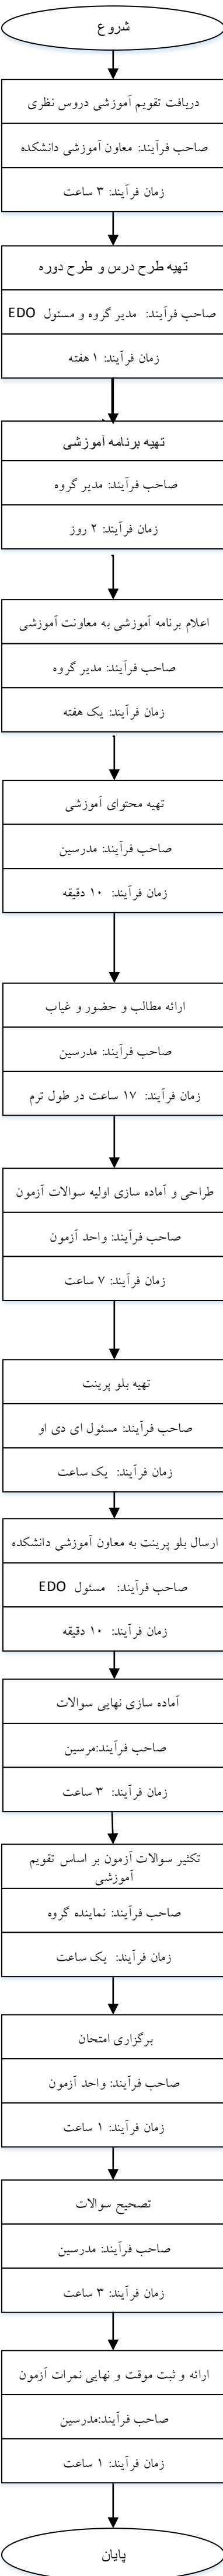 شروع
دریافت تقویم آموزشی دروس نظری
صاحب فرآیند: معاون آموزشی دانشکده
زمان فرآیند: ۳ ساعت
تهیه طرح درس و طرح دوره
صاحب فرآیند: مدیر گروه و مسئول EDO
زمان فرآیند: ۱ هفته
تهیه برنامه آموزشی
صاحب فرآیند: مدیر گروه
زمان فرآیند: ۲ روز
اعلام برنامه آموزشی به معاونت آموزشی
صاحب فرآیند: مدیر گروه
زمان فرآیند: یک هفته
تهیه محتوای آموزشی
صاحب فرآیند: مدرسین
زمان فرآیند: ۱۰ دقیقه
ارائه مطالب و حضور و غیاب
صاحب فرآیند: مدرسین
زمان فرآیند: ۱۷ ساعت در طول ترم
طراحی و آماده سازی اولیه سوالات آزمون
صاحب فرآیند: واحد آزمون
زمان فرآیند: ۷ ساعت
تهیه بلو پرینت
صاحب فرآیند: مسئول ای دی او
زمان فرآیند: یک ساعت
ارسال بلو پرینت به معاون آموزشی دانشکده
صاحب فرآیند: مسئول EDO
زمان فرآیند: ۱۰ دقیقه
آماده سازی نهایی سوالات
صاحب فرآیند:مرسین
زمان فرآیند: ۳ ساعت
تکثیر سوالات آزمون بر اساس تقویم
آموزشی
صاحب فرآیند: نماینده گروه
زمان فرآیند: یک ساعت
برگزاری امتحان
صاحب فرآیند: واحد آزمون
زمان فرآیند: ۱ ساعت
تصحیح سوالات
صاحب فرآیند: مدرسین
زمان فرآیند: ۳ ساعت
ارائه و ثبت موقت و نهایی نمرات آزمون
صاحب فرآیند:مدرسین
زمان فرآیند: ۱ ساعت
پایان